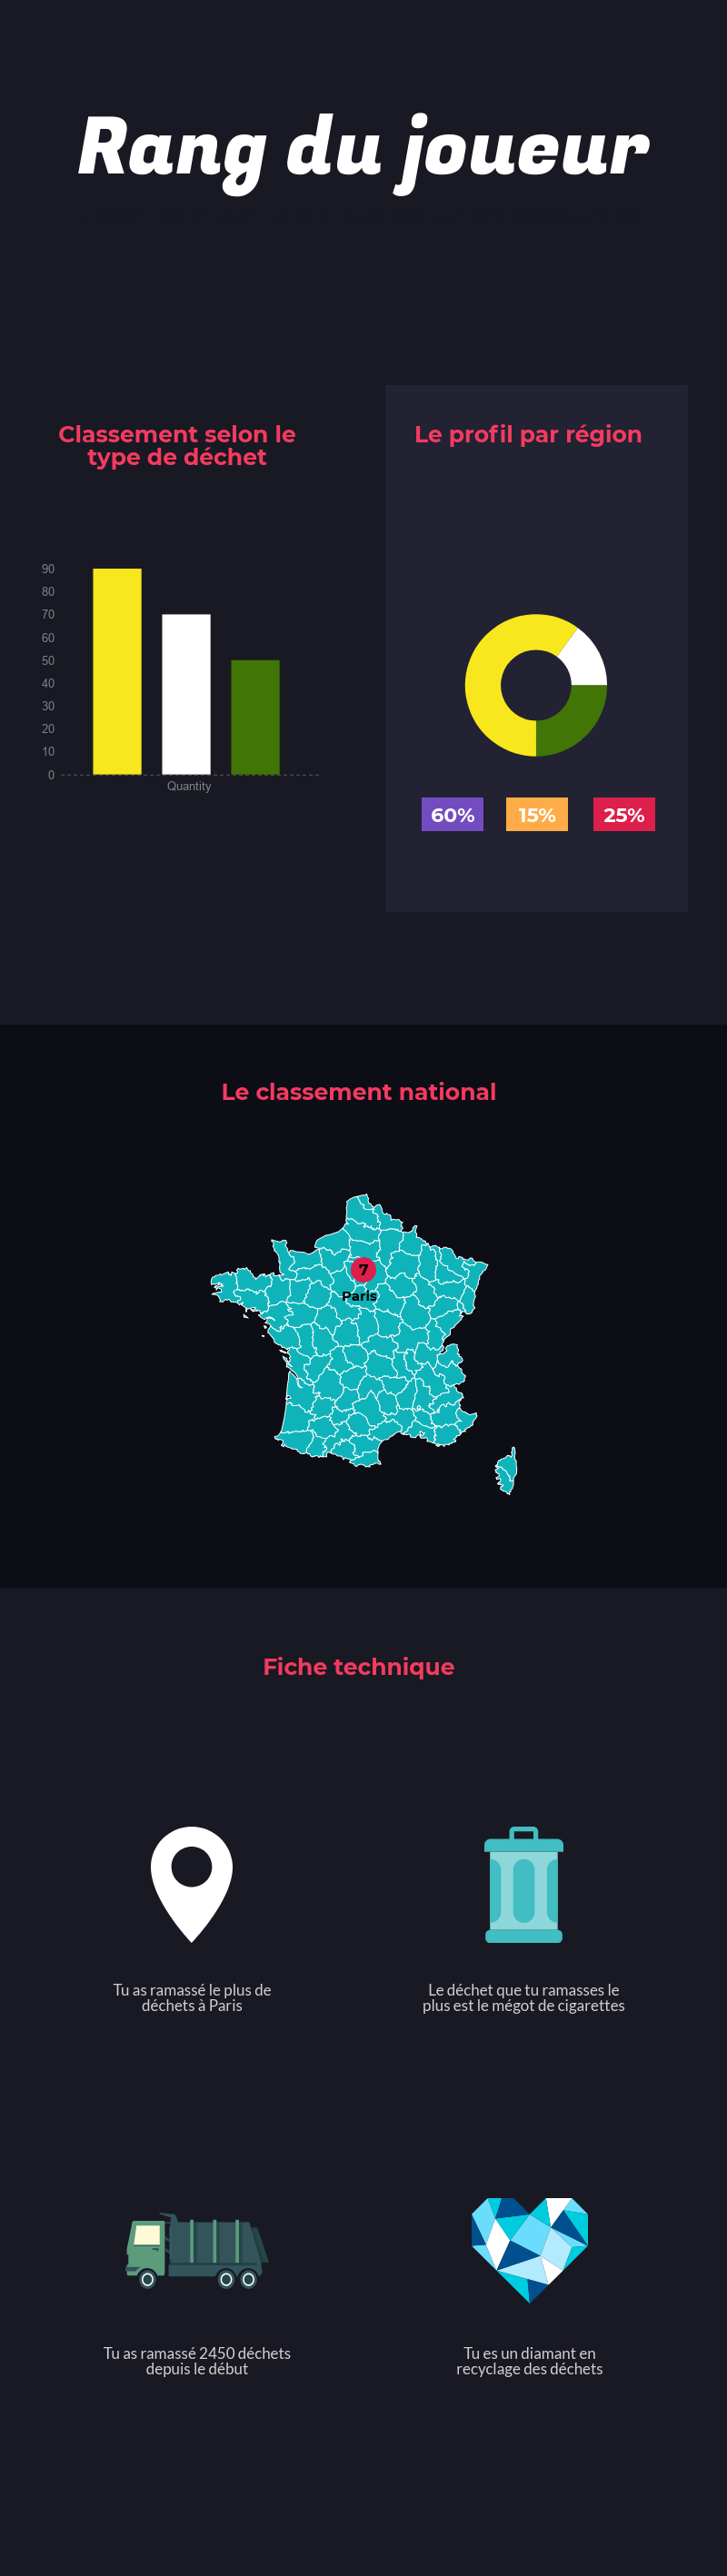 Rang du joueur
Classement selon le
type de déchet
90
80
70
60
50
40
30
20
10
0
Quantity
Le profil par région
60%
15%
25%
Le classement national
7
Paris
Fiche technique
Tu as ramassé le plus de
déchets à Paris
Le déchet que tu ramasses le
plus est le mégot de cigarettes
Tu as ramassé 2450 déchets
depuis le début
Tu es un diamant en
recyclage des déchets